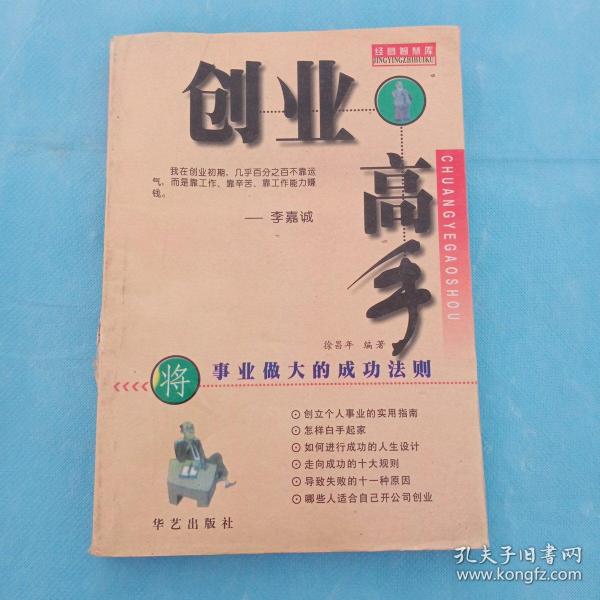 经营智慧库
JINGYINGZHIHUIKU
创业
高手
CHUANGYEGAOSHOU
我在创业初期，几乎百分之百不靠运
气，而是靠工作、靠辛苦、靠工作能力赚
钱。
——李嘉诚
徐昌年 编著
将 事业做大的成功法则
创立个人事业的实用指南
怎样白手起家
如何进行成功的人生设计
走向成功的十大规则
导致失败的十一种原因
哪些人适合自己开公司创业
华艺出版社
孔夫子旧书网
www.kongfz.com